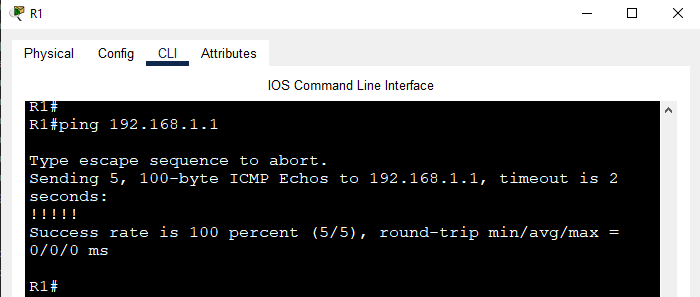 R1
Physical Config CLI Attributes
IOS Command Line Interface
R1#
R1#ping 192.168.1.1
Type escape sequence to abort.
Sending 5, 100-byte ICMP Echos to 192.168.1.1, timeout is 2
seconds:
!!!!!
Success rate is 100 percent (5/5), round-trip min/avg/max =
0/0/0 ms
R1#